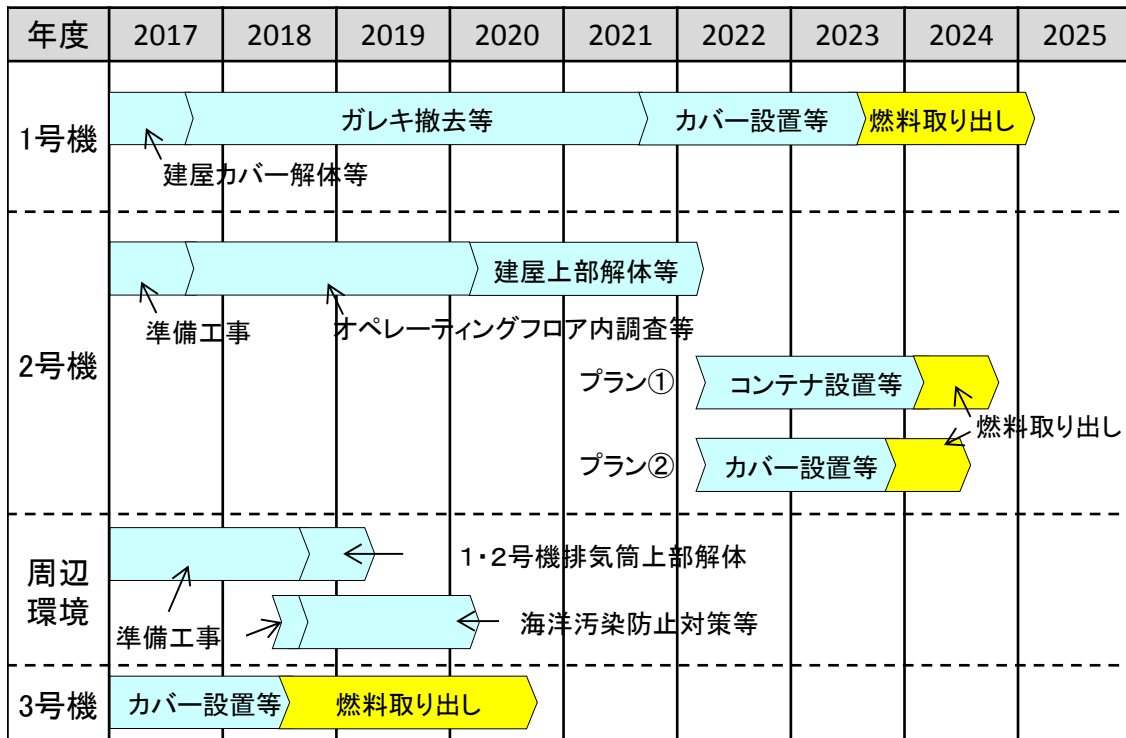 年度 2017 2018 2019 2020 2021 2022 2023 2024 2025
1号機
ガレキ撤去等 カバー設置等 燃料取り出し
建屋カバー解体等
2号機
建屋上部解体等
準備工事 オペレーティングフロア内調査等
プラン① コンテナ設置等
燃料取り出し
プラン② カバー設置等
周辺
環境
1・2号機排気筒上部解体
準備工事 海洋汚染防止対策等
3号機 カバー設置等 燃料取り出し